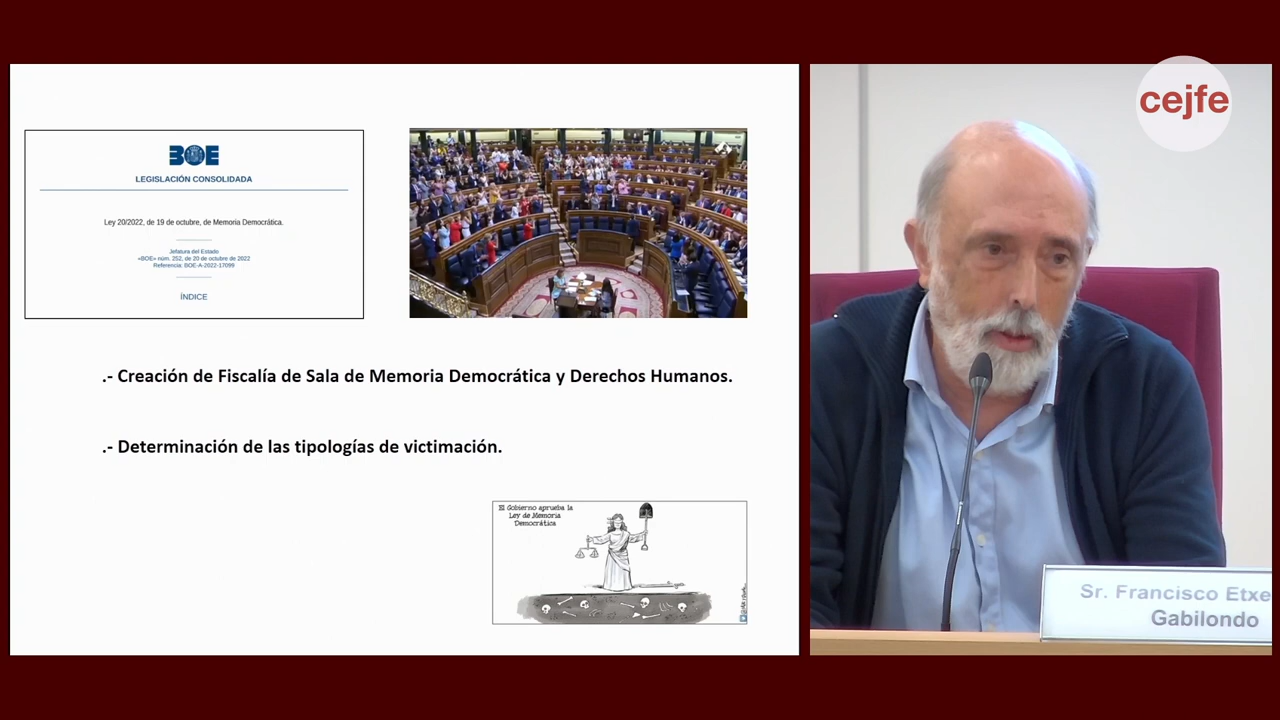 BOE
LEGISLACIÓN CONSOLIDADA
Ley 20/2022, de 19 de octubre, de Memoria Democrática.
Jefatura del Estado
«BOE» núm. 252, de 20 de octubre de 2022
Referencia: BOE-A-2022-17099
ÍNDICE
.- Creación de Fiscalía de Sala de Memoria Democrática y Derechos Humanos.
.- Determinación de las tipologías de victimación.
El Gobierno aprueba la
Ley de Memoria
Democrática
cejfe
Sr. Francisco Etxe
Gabilondo